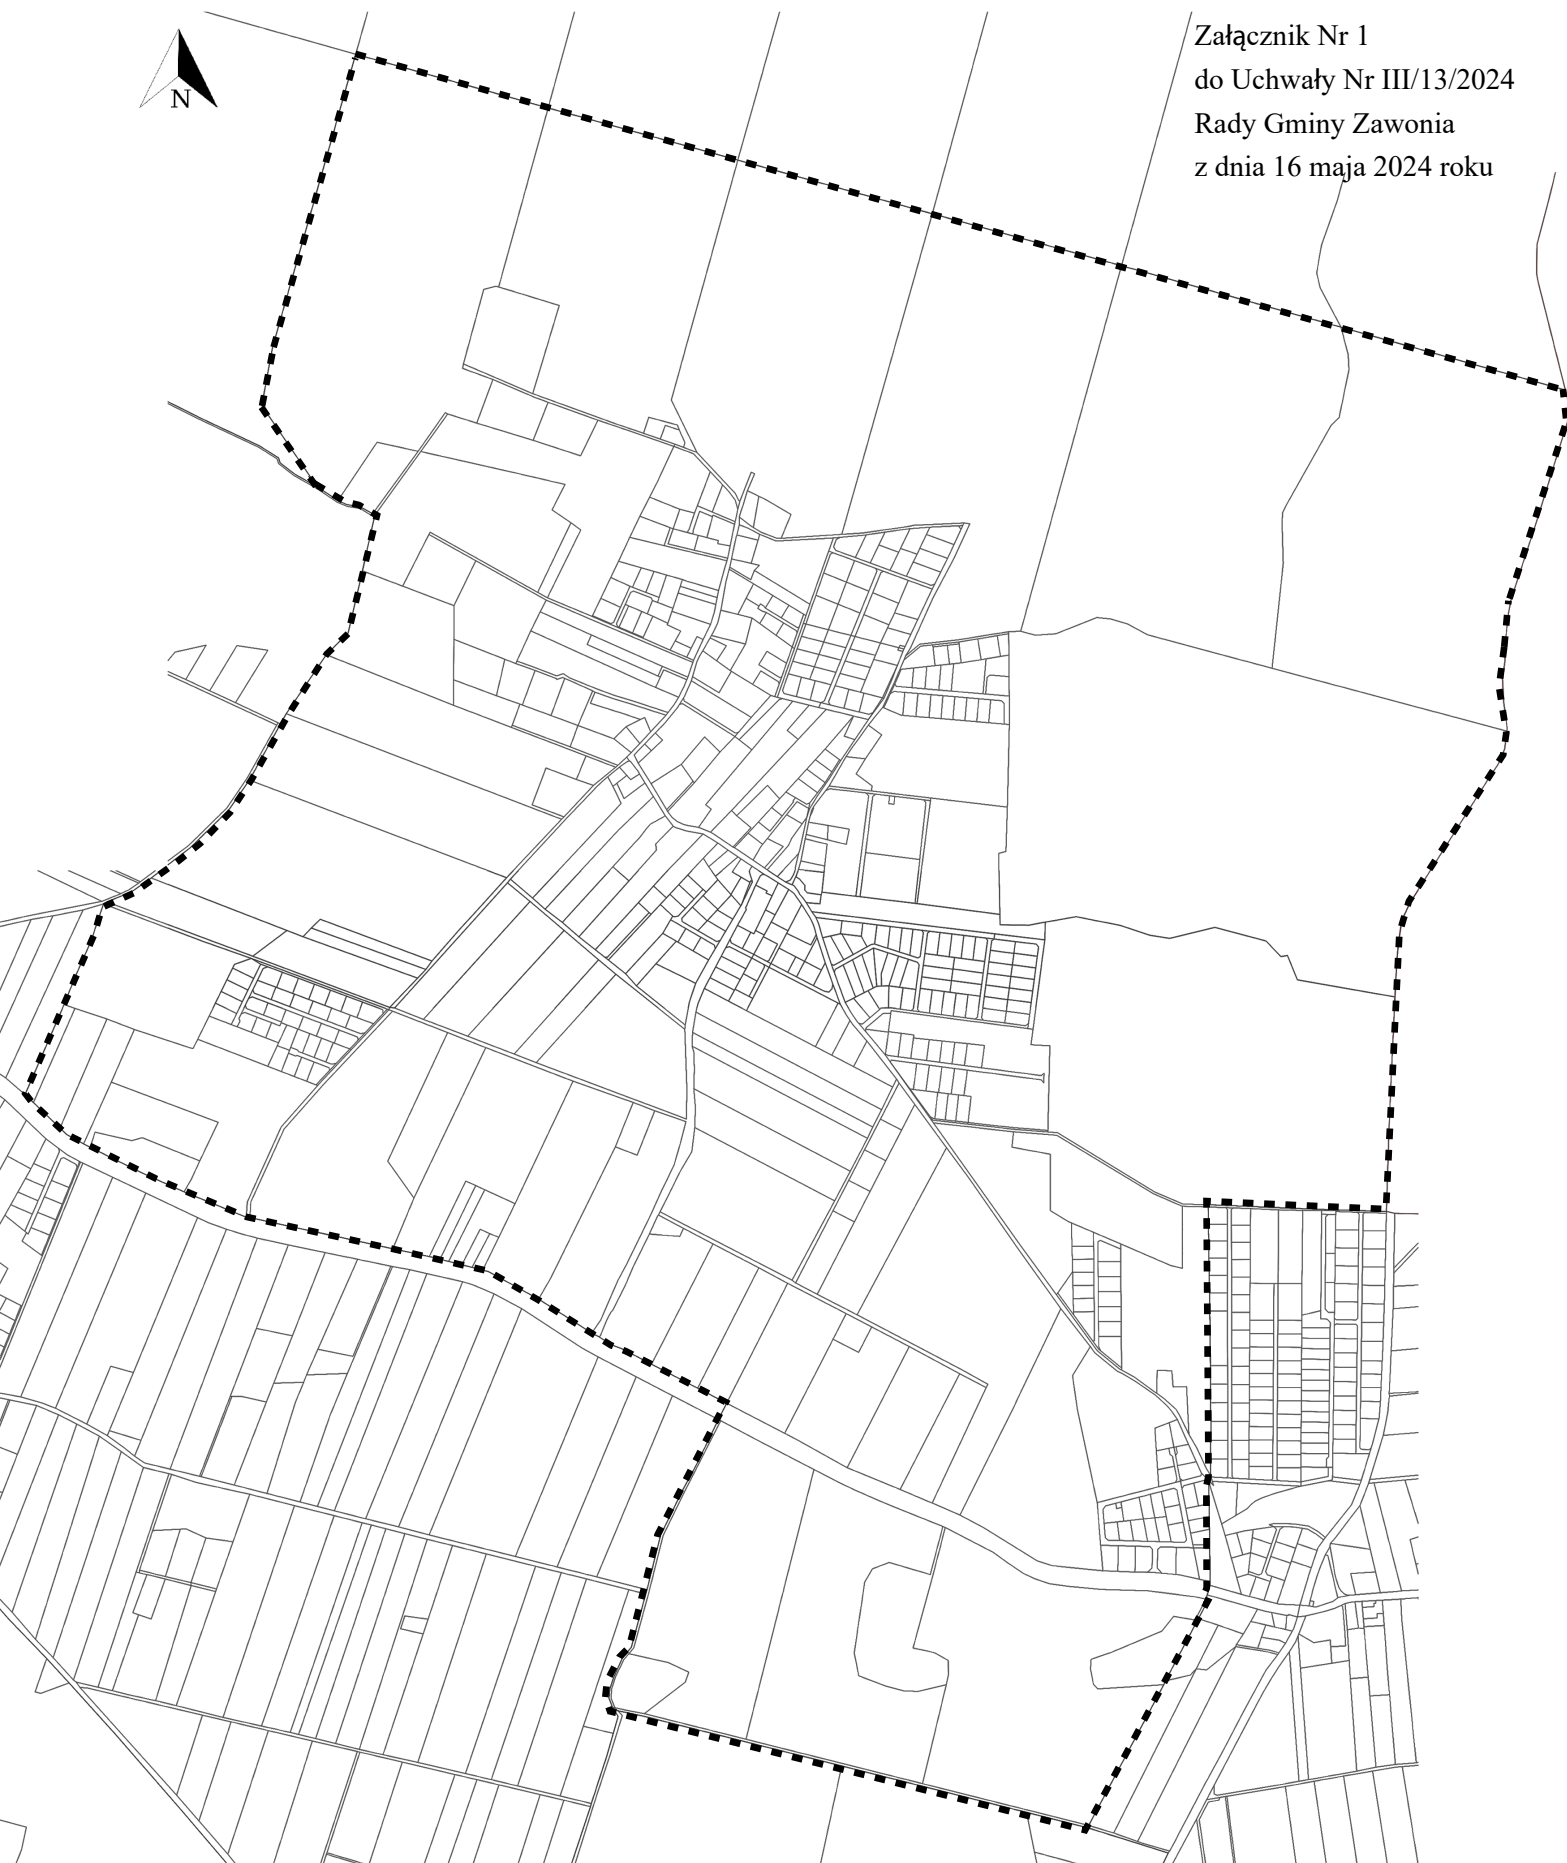 Załącznik Nr 1
do Uchwały Nr III/13/2024
Rady Gminy Zawonia
z dnia 16 maja 2024 roku
N